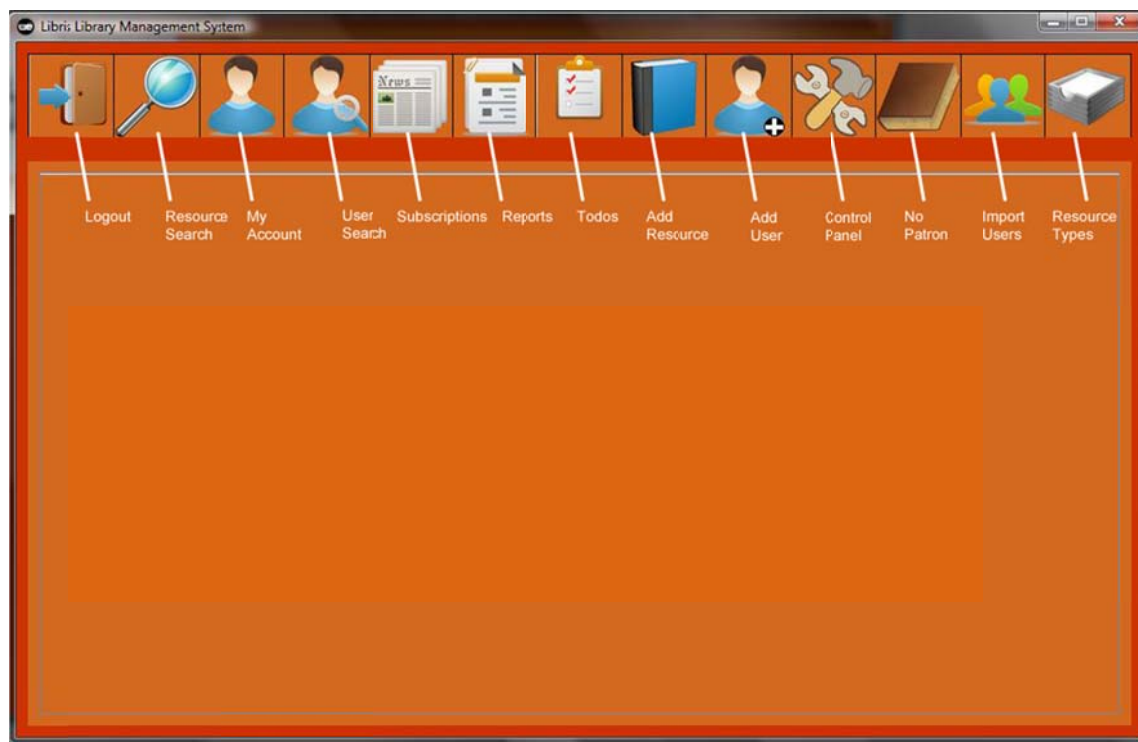 Libris Library Management System
News
Logout
Resource
Search
My
Account
User
Search
Subscriptions
Reports
Todos
Add
Resource
Add
User
Control
Panel
No
Patron
Import
Users
Resource
Types